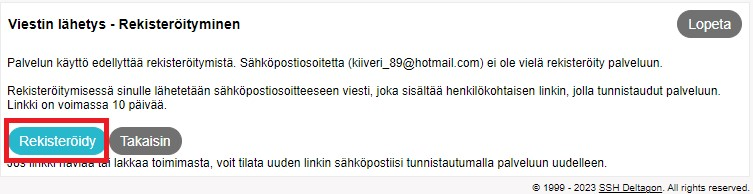 Viestin lähetys - Rekisteröityminen
Lopeta
Palvelun käyttö edellyttää rekisteröitymistä. Sähköpostiosoitetta (kiiveri_89@hotmail.com) ei ole vielä rekisteröity palveluun.
Rekisteröitymisessä sinulle lähetetään sähköpostiosoitteeseen viesti, joka sisältää henkilökohtaisen linkin, jolla tunnistaudut palveluun.
Linkki on voimassa 10 päivää.
Rekisteröidy
Takaisin
Jos linkki häviää tai lakkaa toimimasta, voit tilata uuden linkin sähköpostiisi tunnistautumalla palveluun uudelleen.
© 1999 - 2023 SSH Deltagon. All rights reserved.